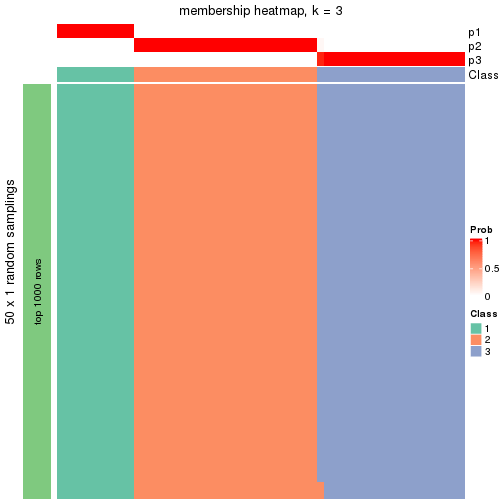 membership heatmap, k = 3
p1
p2
p3
Class
50 x 1 random samplings
top 1000 rows
Prob
1
0.5
0
Class
1
2
3